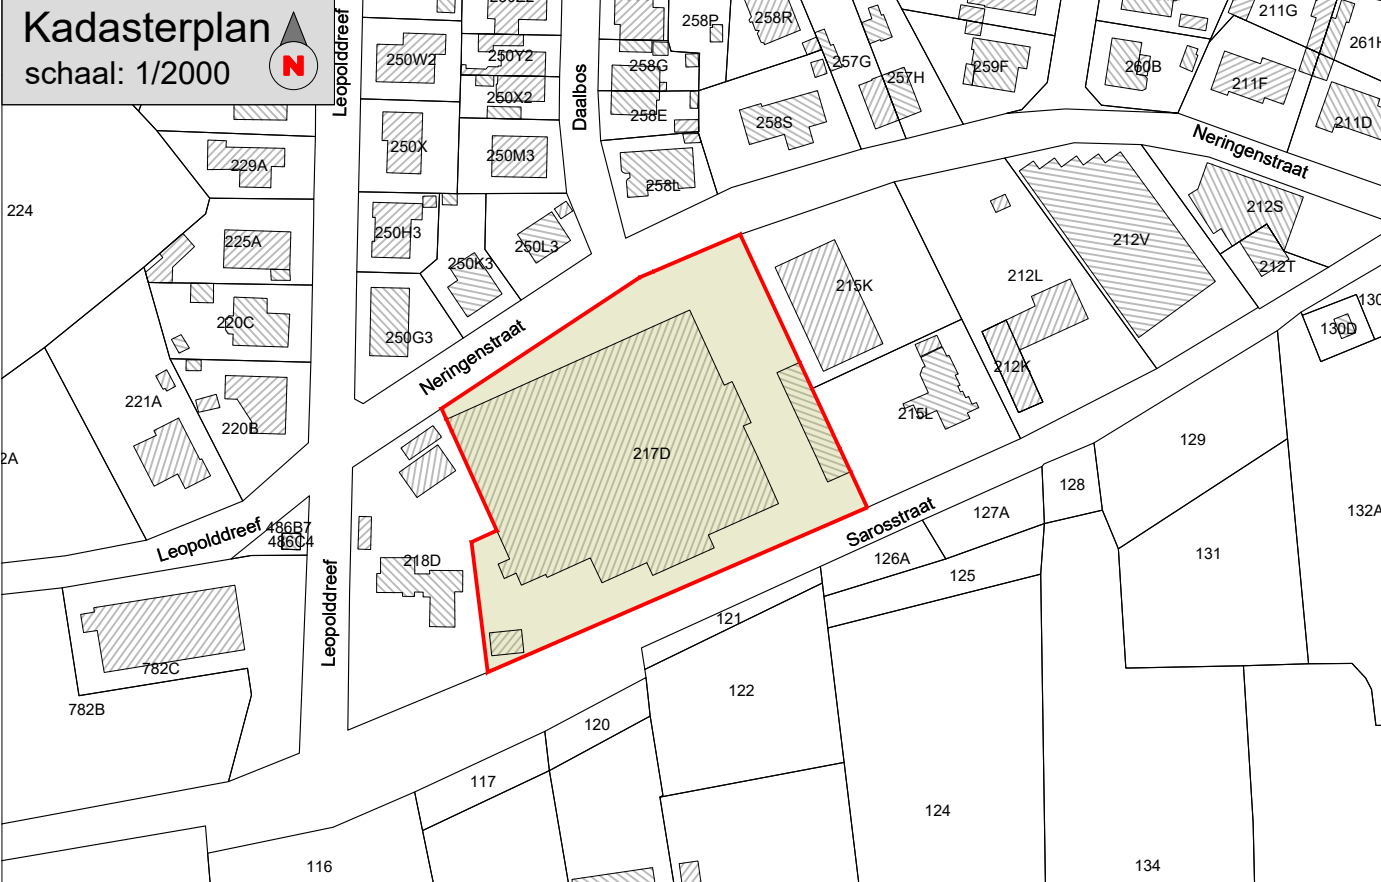 Kadasterplan
schaal: 1/2000
N
Leopolddreef
250W2
250Y2
250X2
Daalbos
258P
258R
258G
258E
257G
257H
259F
260B
211G
261H
211F
211D
258S
Neringenstraat
229A
250X
250M3
258L
224
225A
250H3
250L3
250K3
212S
212V
212T
215K
212L
220C
250G3
Neringenstraat
130D
130
212K
221A
220B
215L
2A
217D
129
128
132A
127A
Sarosstraat
Leopolddreef
486B7
486C4
218D
126A
125
131
Leopolddreef
121
782C
782B
122
120
117
124
116
134